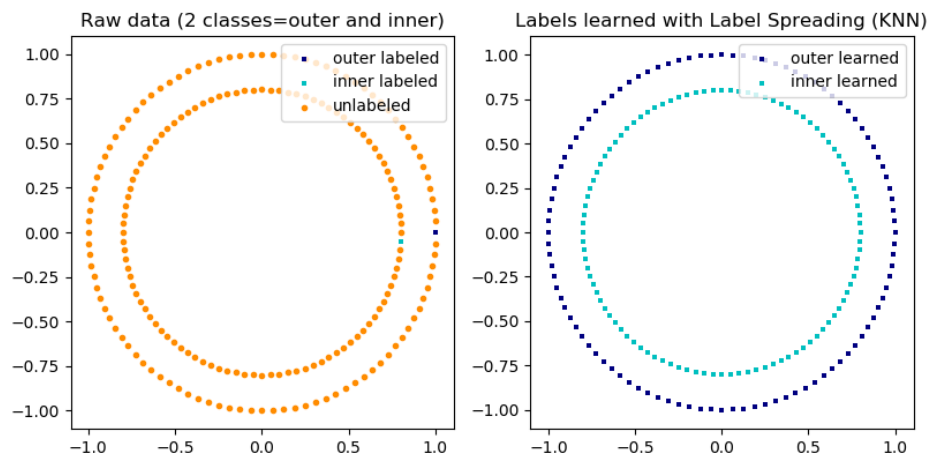 Raw data (2 classes=outer and inner)
outer labeled
inner labeled
unlabeled
1.00
0.75
0.50
0.25
0.00
−0.25
−0.50
−0.75
−1.00
−1.0 −0.5 0.0 0.5 1.0
Labels learned with Label Spreading (KNN)
outer learned
inner learned
1.00
0.75
0.50
0.25
0.00
−0.25
−0.50
−0.75
−1.00
−1.0 −0.5 0.0 0.5 1.0